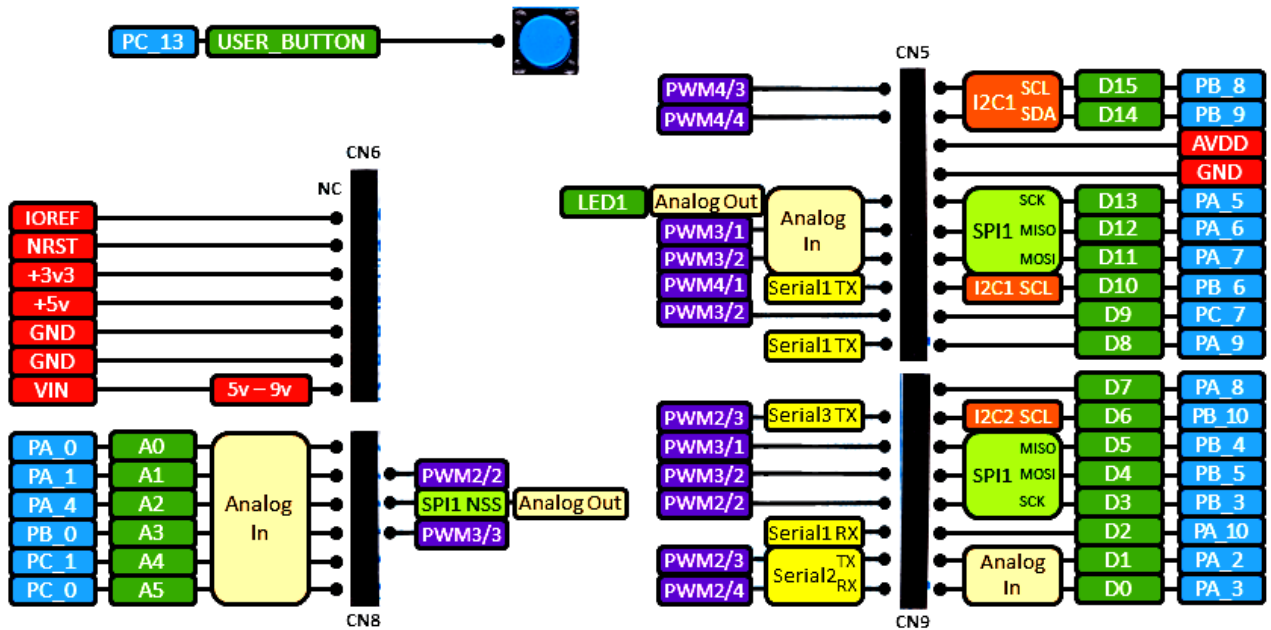 PC_13 USER_BUTTON
CN5
PWM4/3 I2C1 SCL D15 PB_8
PWM4/4 SDA D14 PB_9
AVDD
GND
LED1 Analog Out Analog In SPI1 SCK D13 PA_5
PWM3/1 MISO D12 PA_6
PWM3/2 MOSI D11 PA_7
PWM4/1 Serial1 TX I2C1 SCL D10 PB_6
PWM3/2 D9 PC_7
Serial1 TX D8 PA_9
CN6
NC
IOREF
NRST
+3v3
+5v
GND
GND
VIN 5v – 9v
D7 PA_8
PWM2/3 Serial3 TX I2C2 SCL D6 PB_10
PWM3/1 SPI1 MISO D5 PB_4
PWM3/2 MOSI D4 PB_5
PWM2/2 SCK D3 PB_3
Serial1 RX D2 PA_10
PWM2/3 Serial2 TX Analog In D1 PA_2
PWM2/4 RX D0 PA_3
CN9
PA_0 A0 Analog In
PA_1 A1 PWM2/2
PA_4 A2 SPI1 NSS Analog Out
PB_0 A3 PWM3/3
PC_1 A4
PC_0 A5
CN8